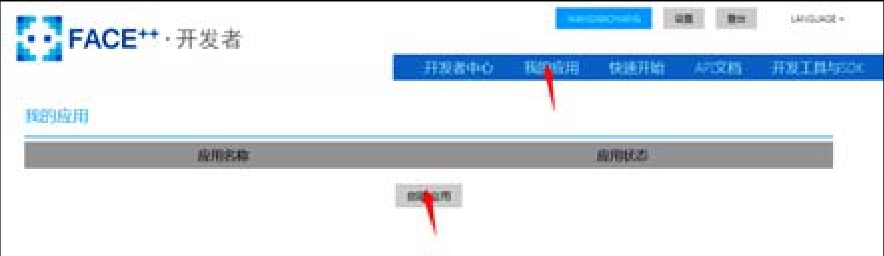 设置 登出 LANGUAGE
FACE++ · 开发者
开发者中心 我的应用 快速开始 API文档 开发工具与SDK
我的应用
应用名称 应用状态
创建应用